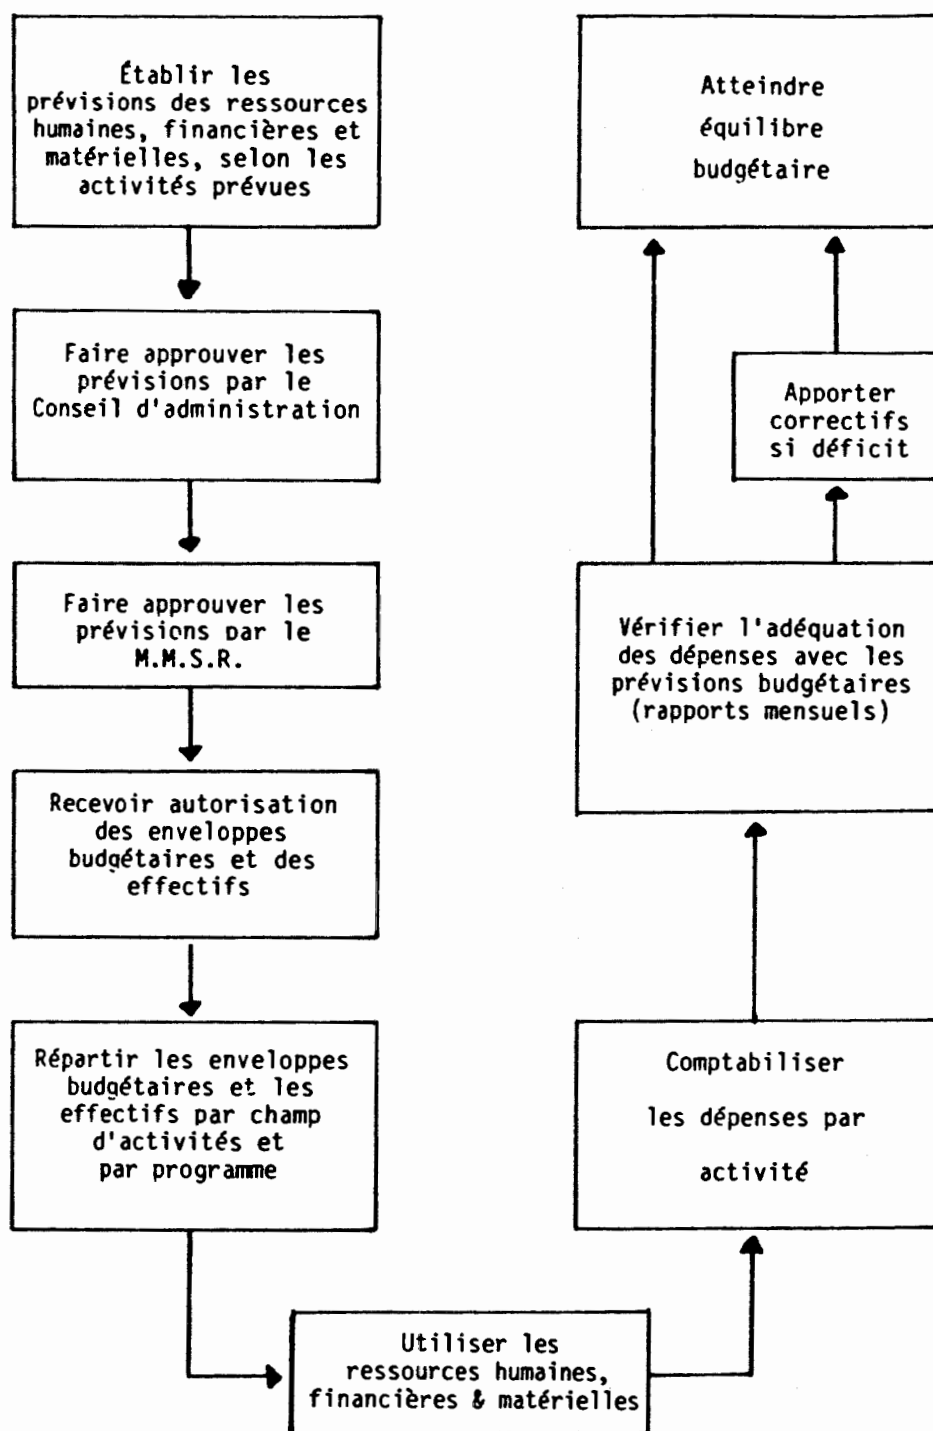 Établir les
prévisions des ressources
humaines, financières et
matérielles, selon les
activités prévues
Faire approuver les
prévisions par le
Conseil d'administration
Faire approuver les
prévisions par le
M.M.S.R.
Recevoir autorisation
des enveloppes
budgétaires et des
effectifs
Répartir les enveloppes
budgétaires et les
effectifs par champ
d'activités et
par programme
Utiliser les
ressources humaines,
financières & matérielles
Comptabiliser
les dépenses par
activité
Vérifier l'adéquation
des dépenses avec les
prévisions budgétaires
(rapports mensuels)
Apporter
correctifs
si déficit
Atteindre
équilibre
budgétaire